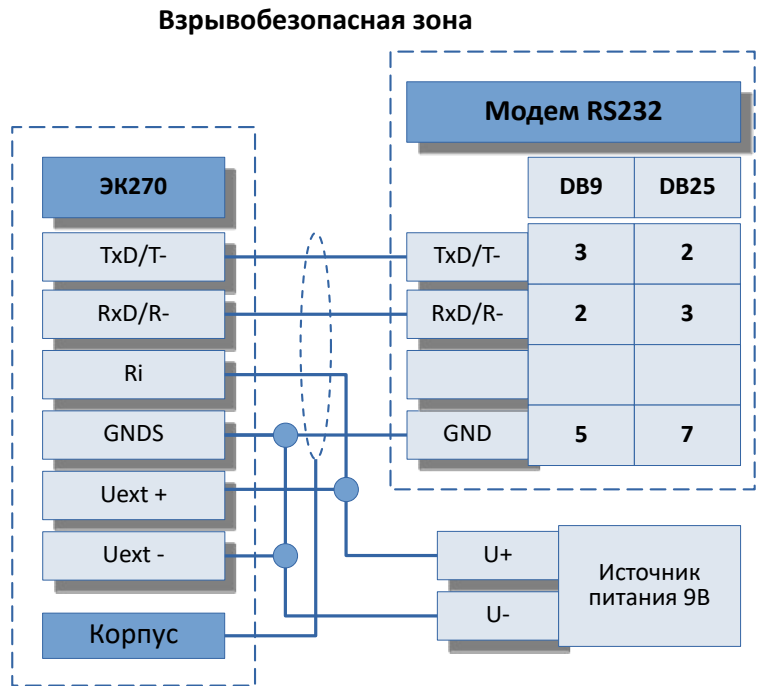 Взрывобезопасная зона
Модем RS232
DB9 DB25
TxD/T- 3 2
RxD/R- 2 3
GND 5 7
ЭК270
TxD/T-
RxD/R-
Ri
GNDS
Uext +
Uext -
Корпус
U+
U-
Источник
питания 9В